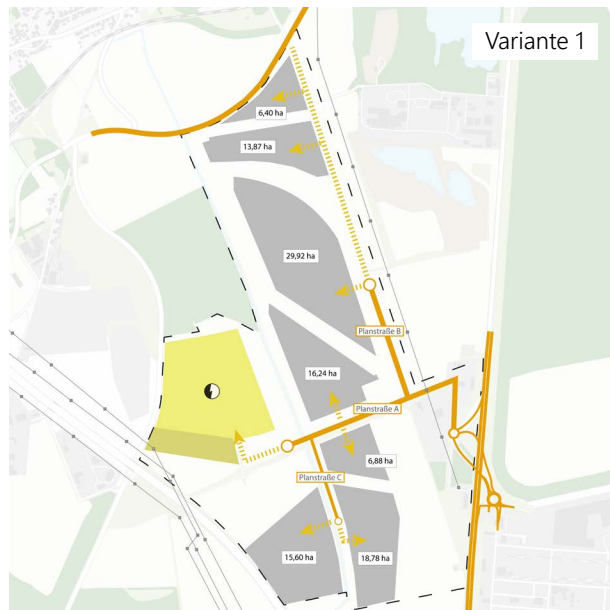 Variante 1
6,40 ha
13,87 ha
29,92 ha
Planstraße B
16,24 ha
Planstraße A
6,88 ha
Planstraße C
15,60 ha
18,78 ha